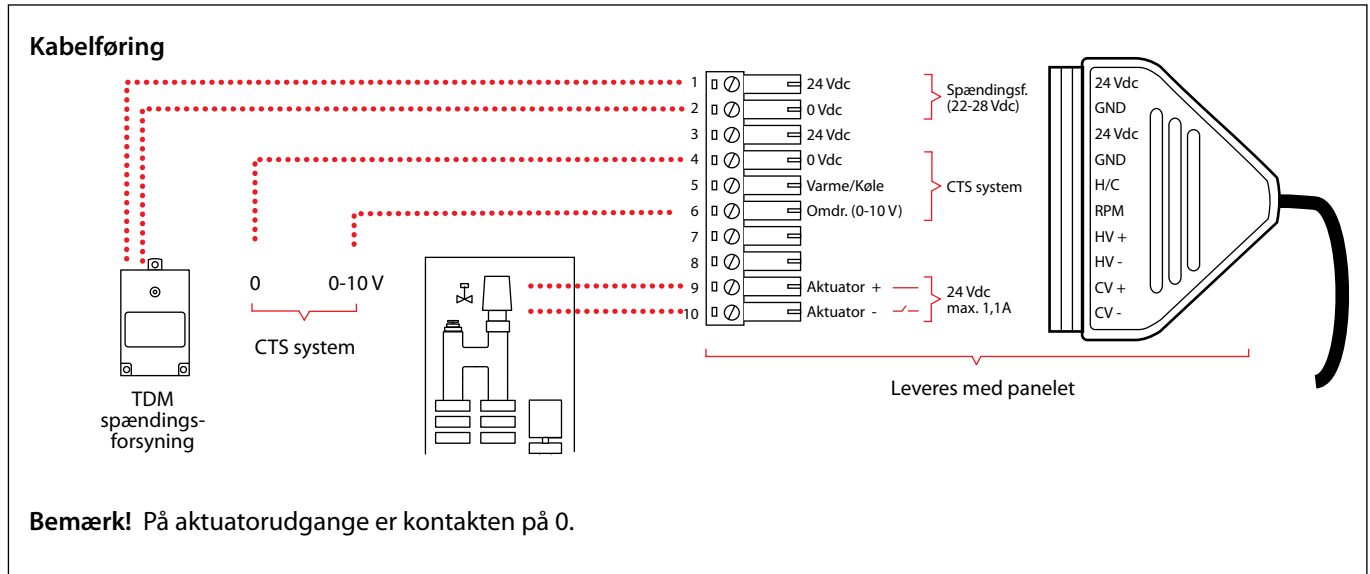 Kabelføring
1 24 Vdc
2 0 Vdc
3 24 Vdc
4 0 Vdc
5 Varme/Køle
6 Omdr. (0-10 V)
7
8
9 Aktuator +
10 Aktuator -
Spændingsf.
(22-28 Vdc)
CTS system
24 Vdc
max. 1,1A
24 Vdc
GND
24 Vdc
GND
H/C
RPM
HV +
HV -
CV +
CV -
Leveres med panelet
0 0-10 V
CTS system
TDM
spændings-
forsyning
Bemærk! På aktuatorudgange er kontakten på 0.